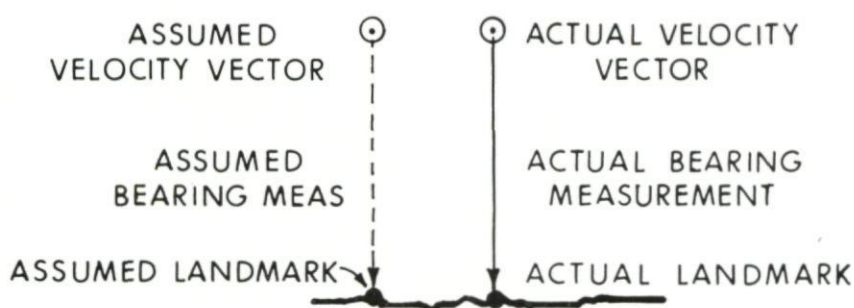 ASSUMED
VELOCITY VECTOR
ACTUAL VELOCITY
VECTOR
ASSUMED
BEARING MEAS
ACTUAL BEARING
MEASUREMENT
ASSUMED LANDMARK
ACTUAL LANDMARK